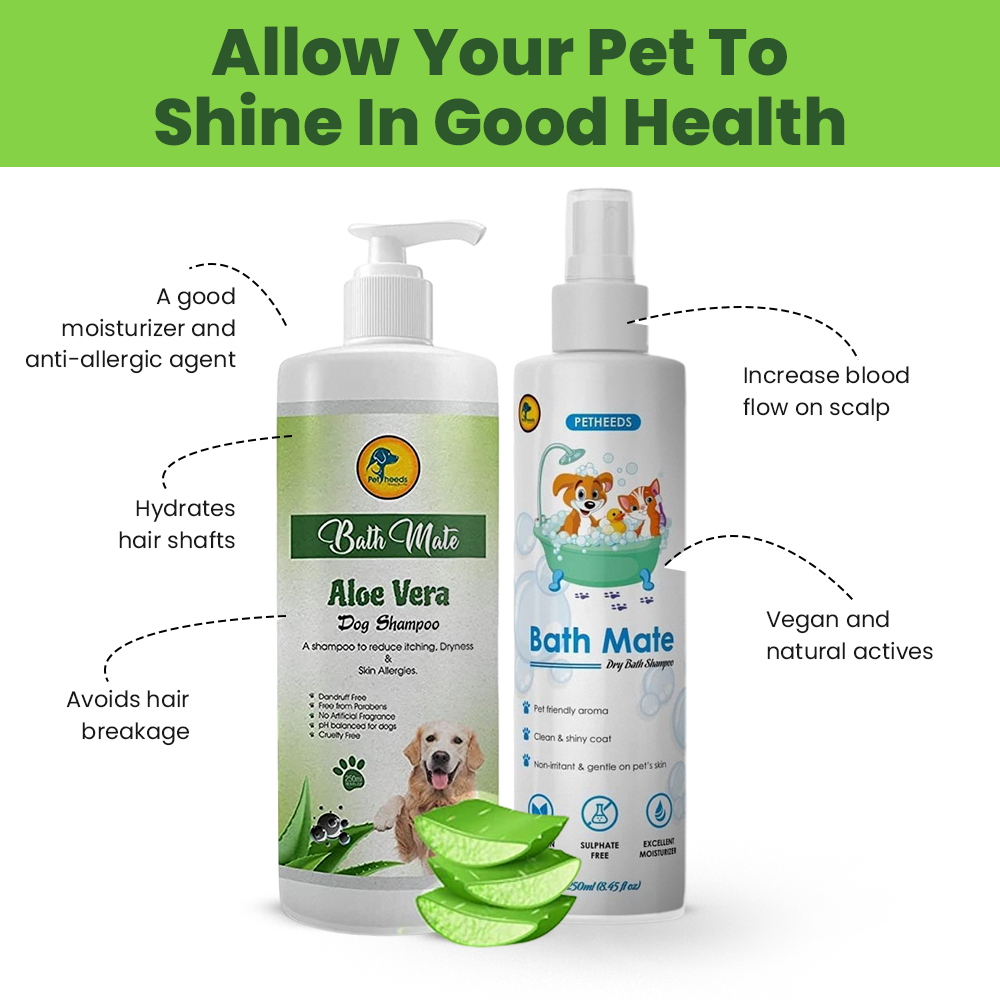 Allow Your Pet To
Shine In Good Health
A good
moisturizer and
anti-allergic agent
Hydrates
hair shafts
Avoids hair
breakage
Increase blood
flow on scalp
Vegan and
natural actives
Pet heeds
Bath Mate
Aloe Vera
Dog Shampoo
A shampoo to reduce itching, Dryness
&
Skin Allergies.
Dandruff Free
Free from Parabens
No Artificial Fragrance
pH balanced for dogs
Cruelty Free
250ml
PETHEEDS
Bath Mate
Dry Bath Shampoo
Pet friendly aroma
Clean & shiny coat
Non-irritant & gentle on pet's skin
SULPHATE
FREE
EXCELLENT
MOISTURIZER
250ml (8.45 fl oz)